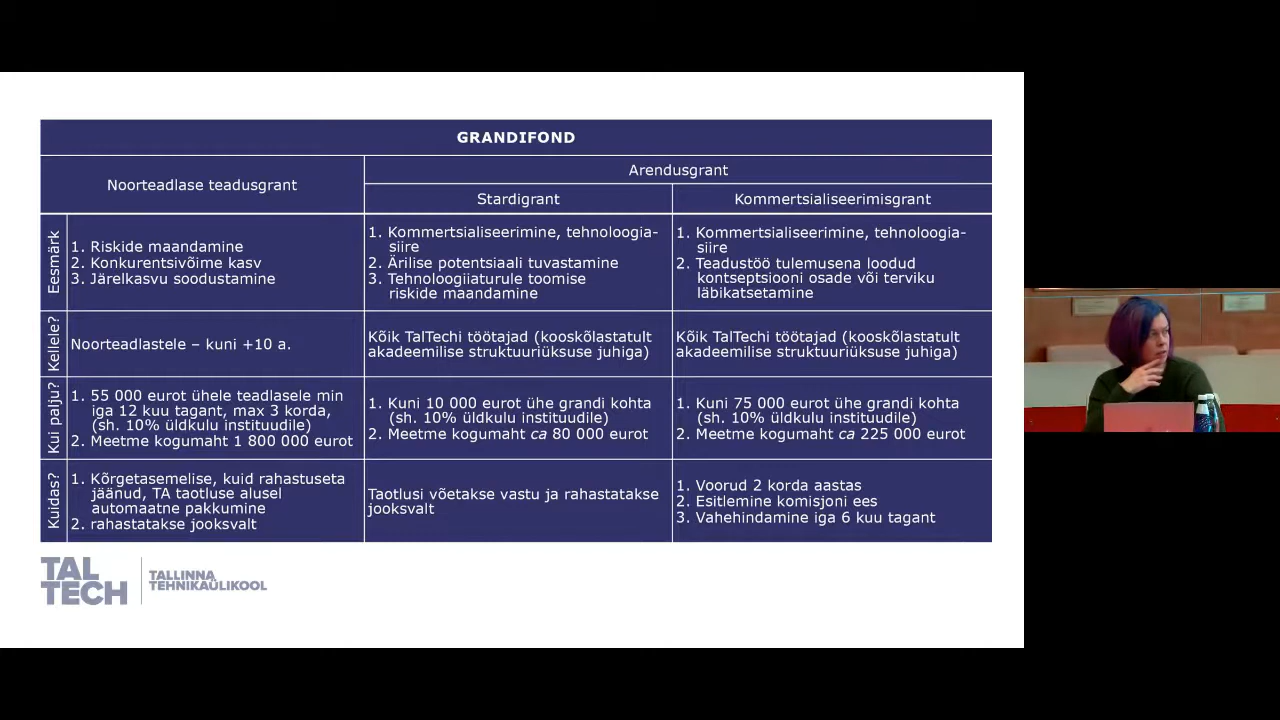 GRANDIFOND
Noorteadlase teadusgrant
Arendusgrant
Stardigrant
Kommertsialiseerimisgrant
Eesmärk
1. Riskide maandamine
2. Konkurentsivõime kasv
3. Järelkasvu soodustamine
1. Kommertsialiseerimine, tehnoloogia-
siire
2. Ärilise potentsiaali tuvastamine
3. Tehnoloogiiaturule toomise
riskide maandamine
1. Kommertsialiseerimine, tehnoloogia-
siire
2. Teadustöö tulemusena loodud
kontseptsiooni osade või terviku
läbikatsetamine
Kellele?
Noorteadlastele – kuni +10 a.
Kõik TalTechi töötajad (kooskõlastatult
akadeemilise struktuuriüksuse juhiga)
Kõik TalTechi töötajad (kooskõlastatult
akadeemilise struktuuriüksuse juhiga)
Kui palju?
1. 55 000 eurot ühele teadlasele min
iga 12 kuu tagant, max 3 korda,
(sh. 10% üldkulu instituudile)
2. Meetme kogumaht 1 800 000 eurot
1. Kuni 10 000 eurot ühe grandi kohta
(sh. 10% üldkulu instituudile)
2. Meetme kogumaht ca 80 000 eurot
1. Kuni 75 000 eurot ühe grandi kohta
(sh. 10% üldkulu instituudile)
2. Meetme kogumaht ca 225 000 eurot
Kuidas?
1. Kõrgetasemelise, kuid rahastuseta
jäänud, TA taotluse alusel
automaatne pakkumine
2. rahastatakse jooksvalt
Taotlusi võetakse vastu ja rahastatakse
jooksvalt
1. Voorud 2 korda aastas
2. Esitlemine komisjoni ees
3. Vahehindamine iga 6 kuu tagant
TAL
TECH
TALLINNA
TEHNIKAÜLIKOOL